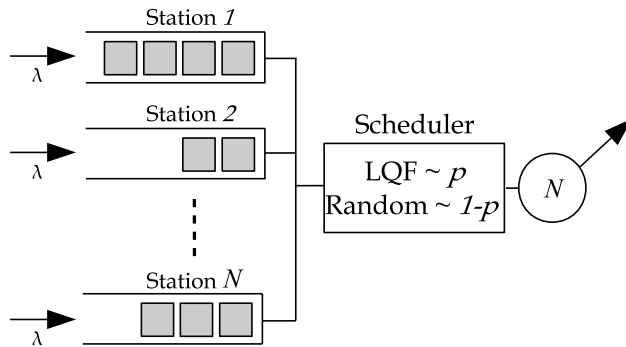 Station 1
λ
Station 2
λ
Scheduler
LQF ~ p
Random ~ 1-p
N
Station N
λ